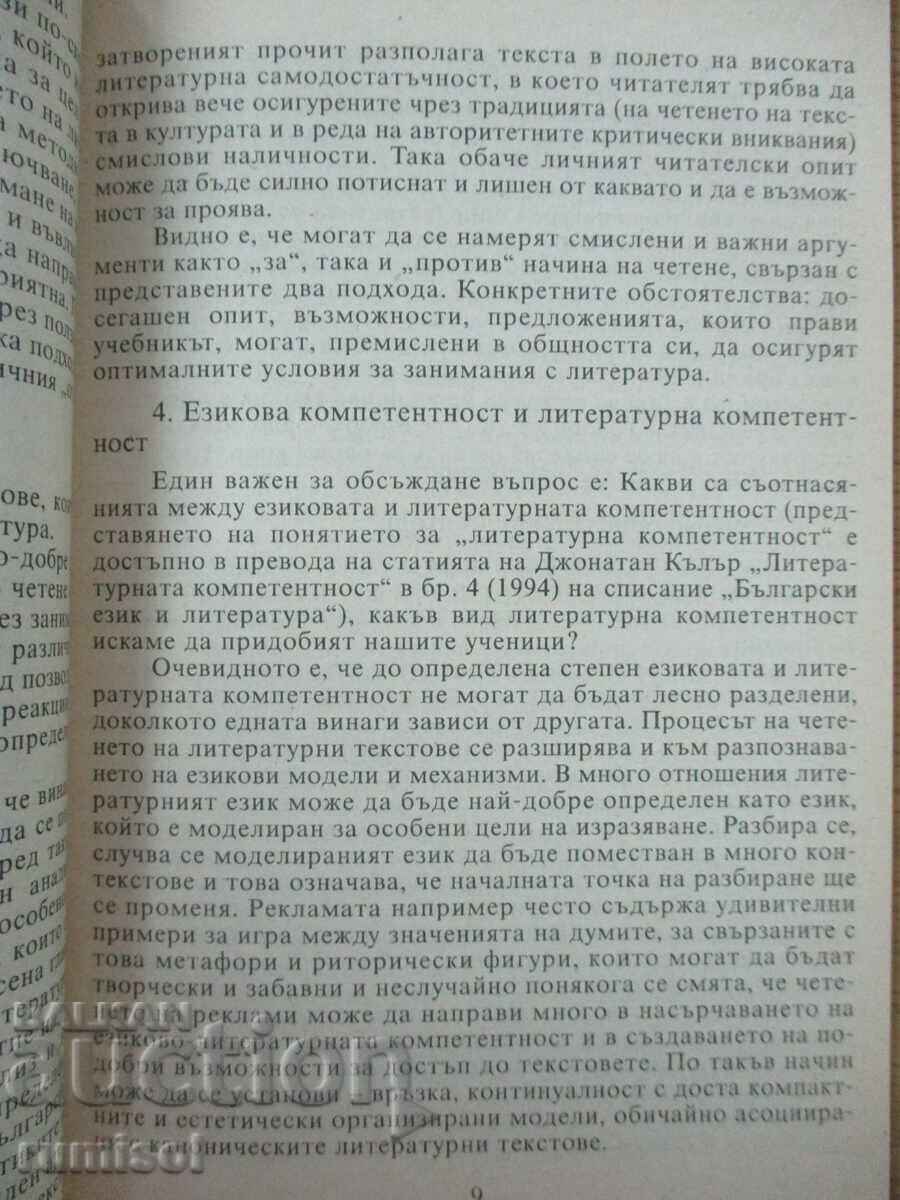 затвореният прочит разполага текста в полето на високата
литературна самодостатъчност, в което читателят трябва да
открива вече осигурените чрез традицията (на четенето на текс-
та в културата и в реда на авторитетните критически вниквания)
смислови наличности. Така обаче личният читателски опит
може да бъде силно потиснат и лишен от каквато и да е възмож-
ност за проява.
Видно е, че могат да се намерят смислени и важни аргу-
менти както „за“, така и „против“ начина на четене, свързан с
представените два подхода. Конкретните обстоятелства: до-
сегашен опит, възможности, предложенията, които прави
учебникът, могат, премислени в общността си, да осигурят
оптималните условия за занимания с литература.
4. Езикова компетентност и литературна компетент-
ност
Един важен за обсъждане въпрос е: Какви са съотнася-
нията между езиковата и литературната компетентност (пред-
ставянето на понятието за „литературна компетентност“ е
достъпно в превода на статията на Джонатан Кълър „Литера-
турната компетентност“ в бр. 4 (1994) на списание „Български
език и литература“), какъв вид литературна компетентност
искаме да придобият нашите ученици?
Очевидното е, че до определена степен езиковата и лите-
ратурната компетентност не могат да бъдат лесно разделени,
доколкото едната винаги зависи от другата. Процесът на чете-
нето на литературни текстове се разширява и към разпознава-
нето на езикови модели и механизми. В много отношения лите-
ратурният език може да бъде най-добре определен като език,
който е моделиран за особени цели на изразяване. Разбира се,
случва се моделираният език да бъде поместван в много кон-
текстове и това означава, че началната точка на разбиране ще
се променя. Рекламата например често съдържа удивителни
примери за игра между значенията на думите, за свързаните с
това метафори и риторически фигури, които могат да бъдат
творчески и забавни и неслучайно понякога се смята, че чете-
нето на реклами може да направи много в насърчаването на
езиково-литературната компетентност и в създаването на по-
добри възможности за достъп до текстовете. По такъв начин
може да се установи връзка, континуалност с доста компакт-
ните и естетически организирани модели, обичайно асоциира-
ни с каноническите литературни текстове.
9
BALKAN
auction
rumisol